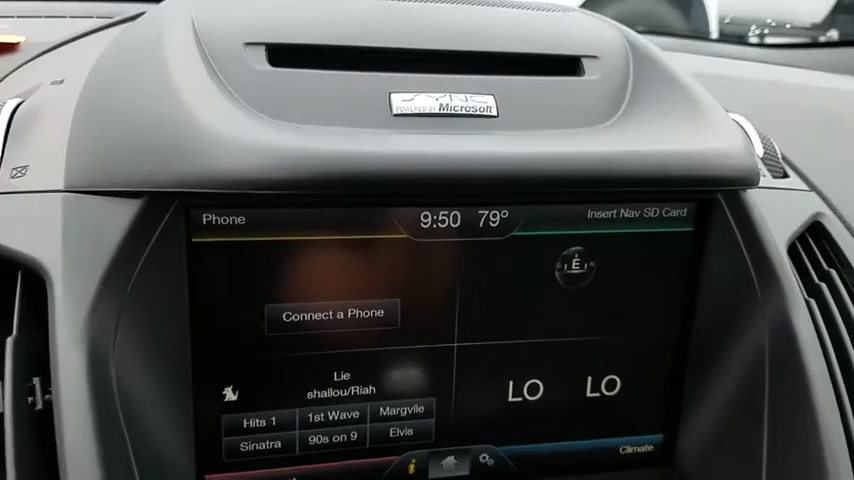 SYNC
POWERED BY Microsoft
Phone 9:50 79° Insert Nav SD Card
E
Connect a Phone
Lie
shallou/Riah
LO LO
Hits 1 1st Wave Margvlle
Sinatra 90s on 9 Elvis
Climate